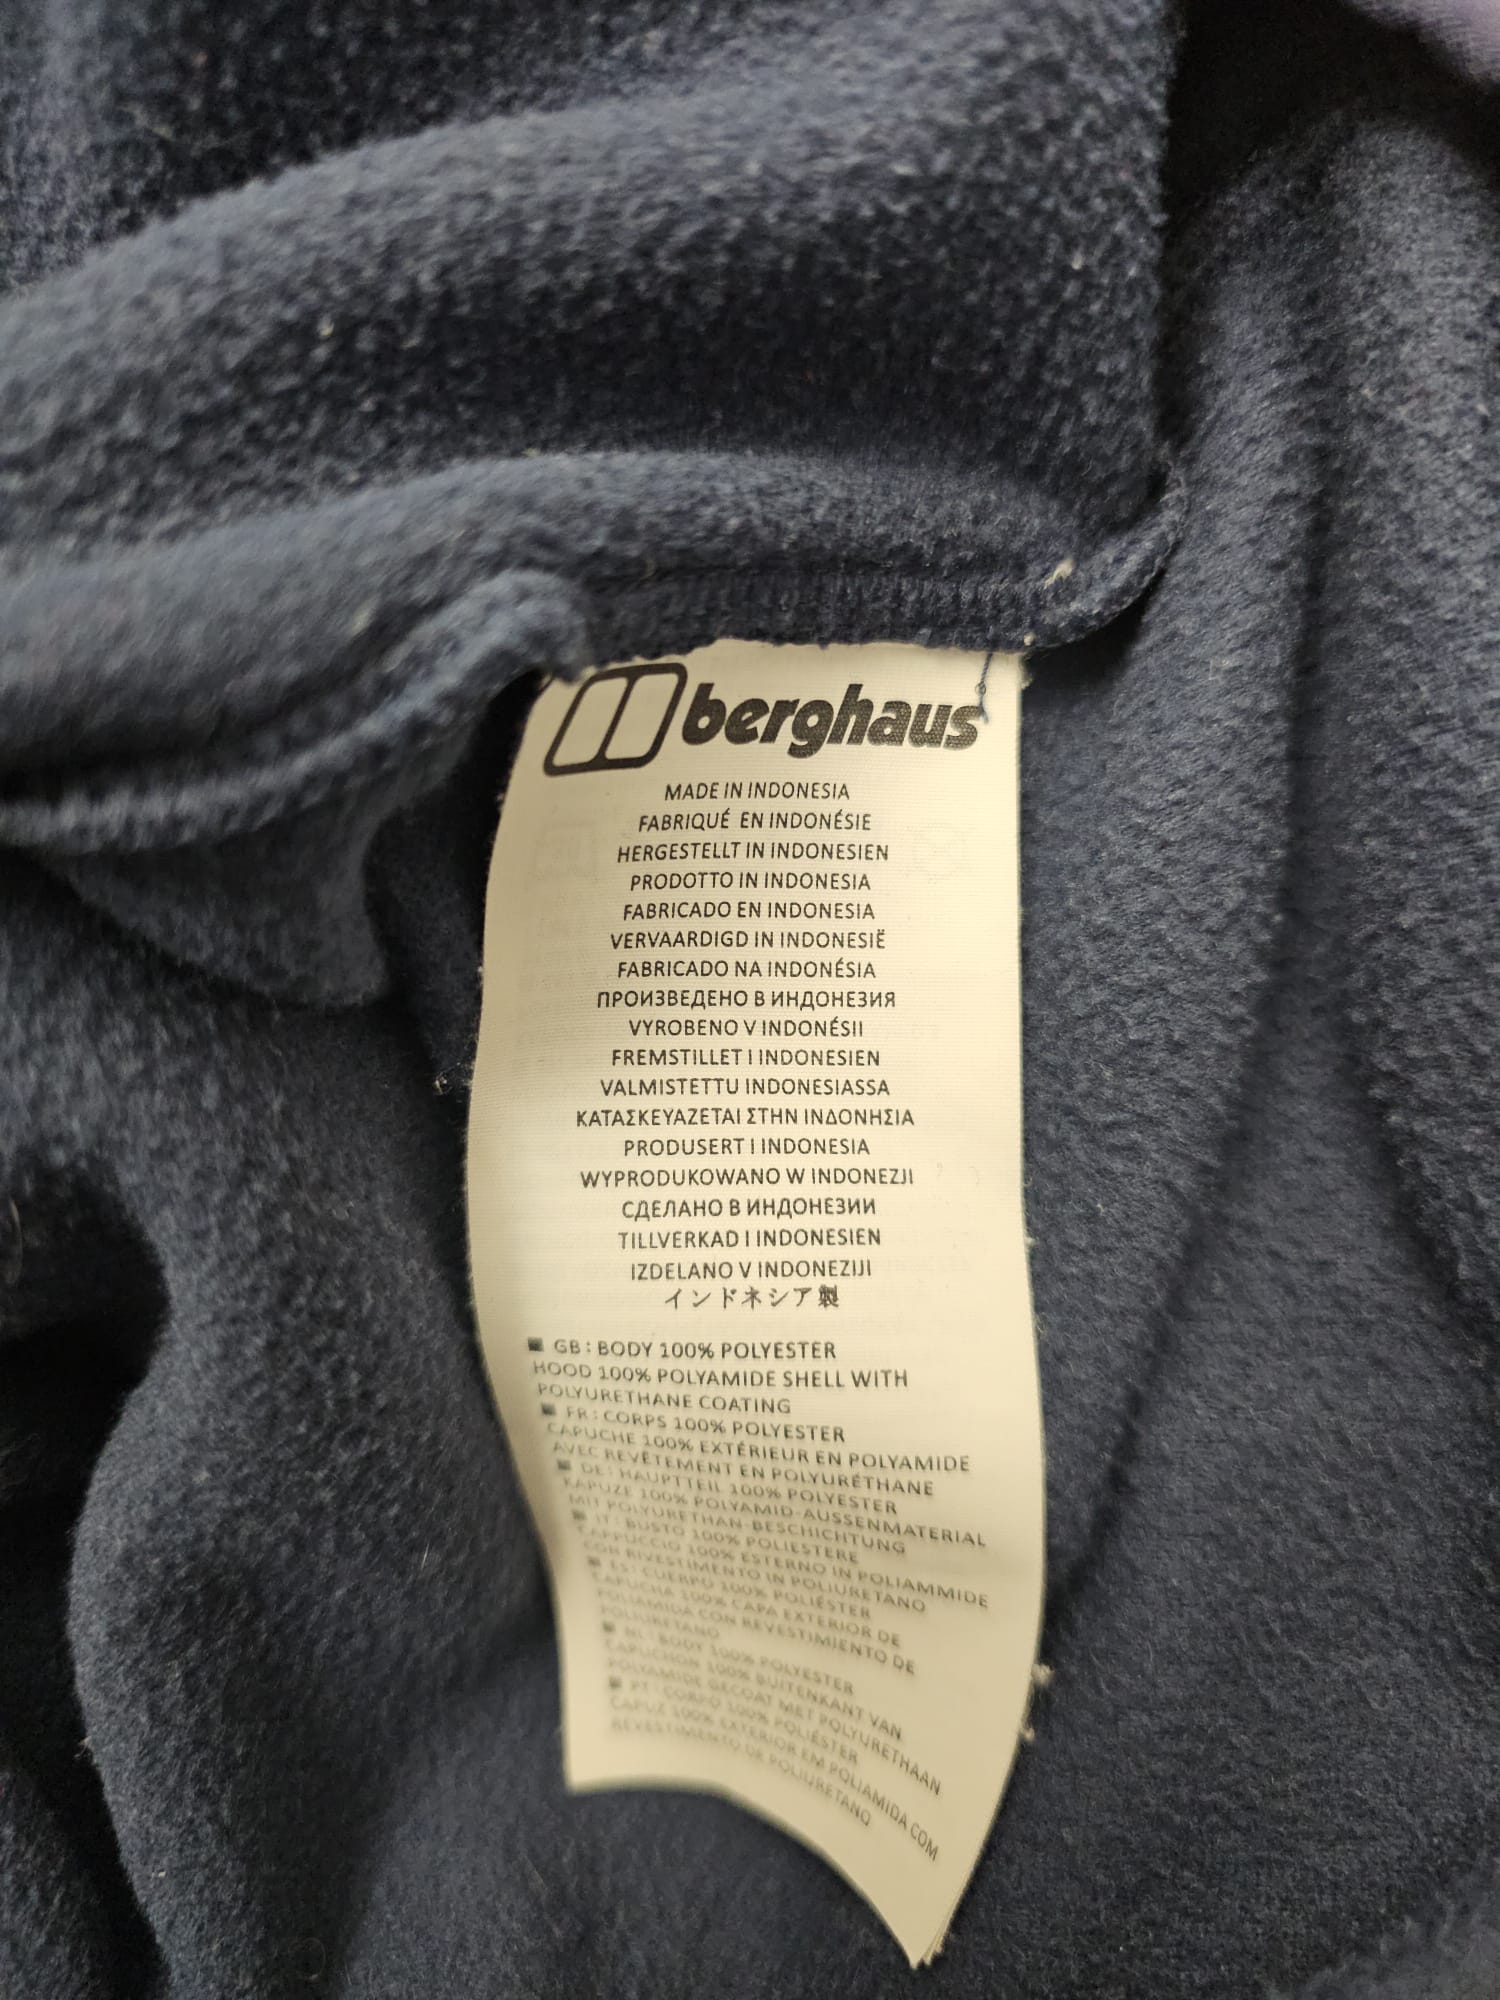 berghaus
MADE IN INDONESIA
FABRIQUÉ EN INDONÉSIE
HERGESTELLT IN INDONESIEN
PRODOTTO IN INDONESIA
FABRICADO EN INDONESIA
VERVAARDIGD IN INDONESIË
FABRICADO NA INDONÉSIA
ПРОИЗВЕДЕНО В ИНДОНЕЗИЯ
VYROBENO V INDONÉSII
FREMSTILLET I INDONESIEN
VALMISTETTU INDONESIASSA
ΚΑΤΑΣΚΕΥΑΖΕΤΑΙ ΣΤΗΝ ΙΝΔΟΝΗΣΙΑ
PRODUSERT I INDONESIA
WYPRODUKOWANO W INDONEZJI
СДЕЛАНО В ИНДОНЕЗИИ
TILLVERKAD I INDONESIEN
IZDELANO V INDONEZIJI
インドネシア製
■ GB : BODY 100% POLYESTER
HOOD 100% POLYAMIDE SHELL WITH
POLYURETHANE COATING
■ FR : CORPS 100% POLYESTER
CAPUCHE 100% EXTÉRIEUR EN POLYAMIDE
AVEC REVÊTEMENT EN POLYURÉTHANE
■ DE : HAUPTTEIL 100% POLYESTER
KAPUZE 100% POLYAMID-AUSSENMATERIAL
MIT POLYURETHAN-BESCHICHTUNG
■ IT : BUSTO 100% POLIESTERE
CAPPUCCIO 100% ESTERNO IN POLIAMMIDE
CON RIVESTIMENTO IN POLIURETANO
■ ES : CUERPO 100% POLIÉSTER
CAPUCHA 100% CAPA EXTERIOR DE
POLIAMIDA CON REVESTIMIENTO DE
POLIURETANO
■ NL : BODY 100% POLYESTER
CAPUCHON 100% BUITENKANT VAN
POLYAMIDE GECOAT MET POLYURETHAAN
■ PT : CORPO 100% POLIÉSTER
CAPUZ 100% EXTERIOR EM POLIAMIDA COM
REVESTIMENTO DE POLIURETANO